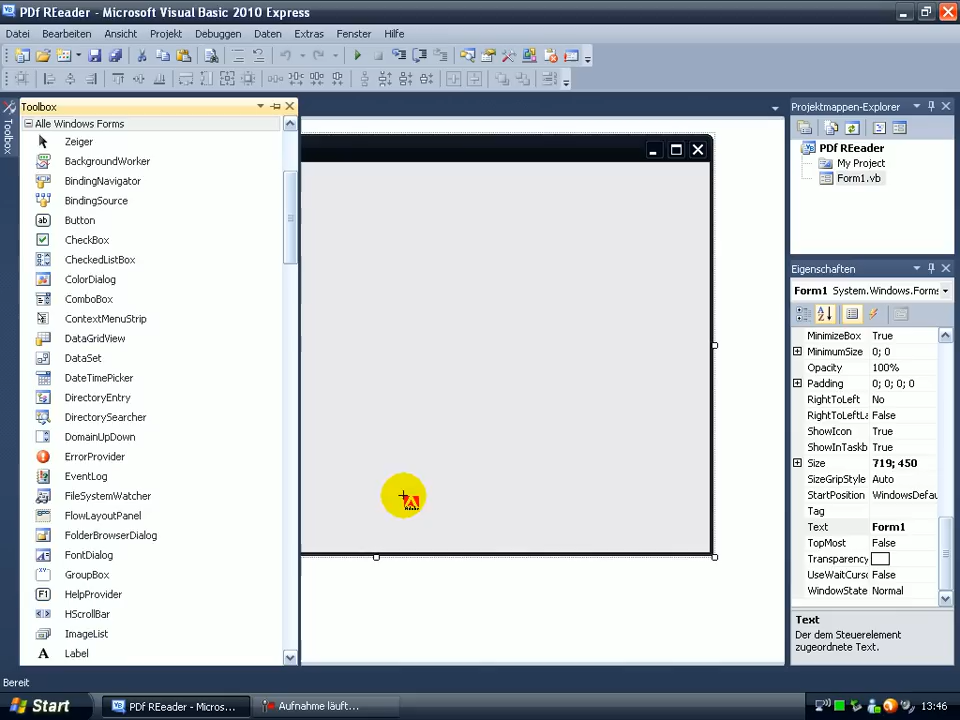 PDf REeader - Microsoft Visual Basic 2010 Express
Datei Bearbeiten Ansicht Projekt Debuggen Daten Extras Fenster Hilfe
Toolbox
Toolbox
Alle Windows Forms
Zeiger
BackgroundWorker
BindingNavigator
BindingSource
Button
CheckBox
CheckedListBox
ColorDialog
ComboBox
ContextMenuStrip
DataGridView
DataSet
DateTimePicker
DirectoryEntry
DirectorySearcher
DomainUpDown
ErrorProvider
EventLog
FileSystemWatcher
FlowLayoutPanel
FolderBrowserDialog
FontDialog
GroupBox
HelpProvider
HScrollBar
ImageList
Label
Projektmappen-Explorer
PDf REeader
My Project
Form1.vb
Eigenschaften
Form1 System.Windows.Forms
MinimizeBox True
MinimumSize 0; 0
Opacity 100%
Padding 0; 0; 0; 0
RightToLeft No
RightToLeftLa False
ShowIcon True
ShowInTaskb True
Size 719; 450
SizeGripStyle Auto
StartPosition WindowsDefau
Tag
Text Form1
TopMost False
Transparency
UseWaitCurso False
WindowState Normal
Text
Der dem Steuerelement
zugeordnete Text.
Bereit
Start
PDf REeader - Micros...
Aufnahme läuft...
13:46